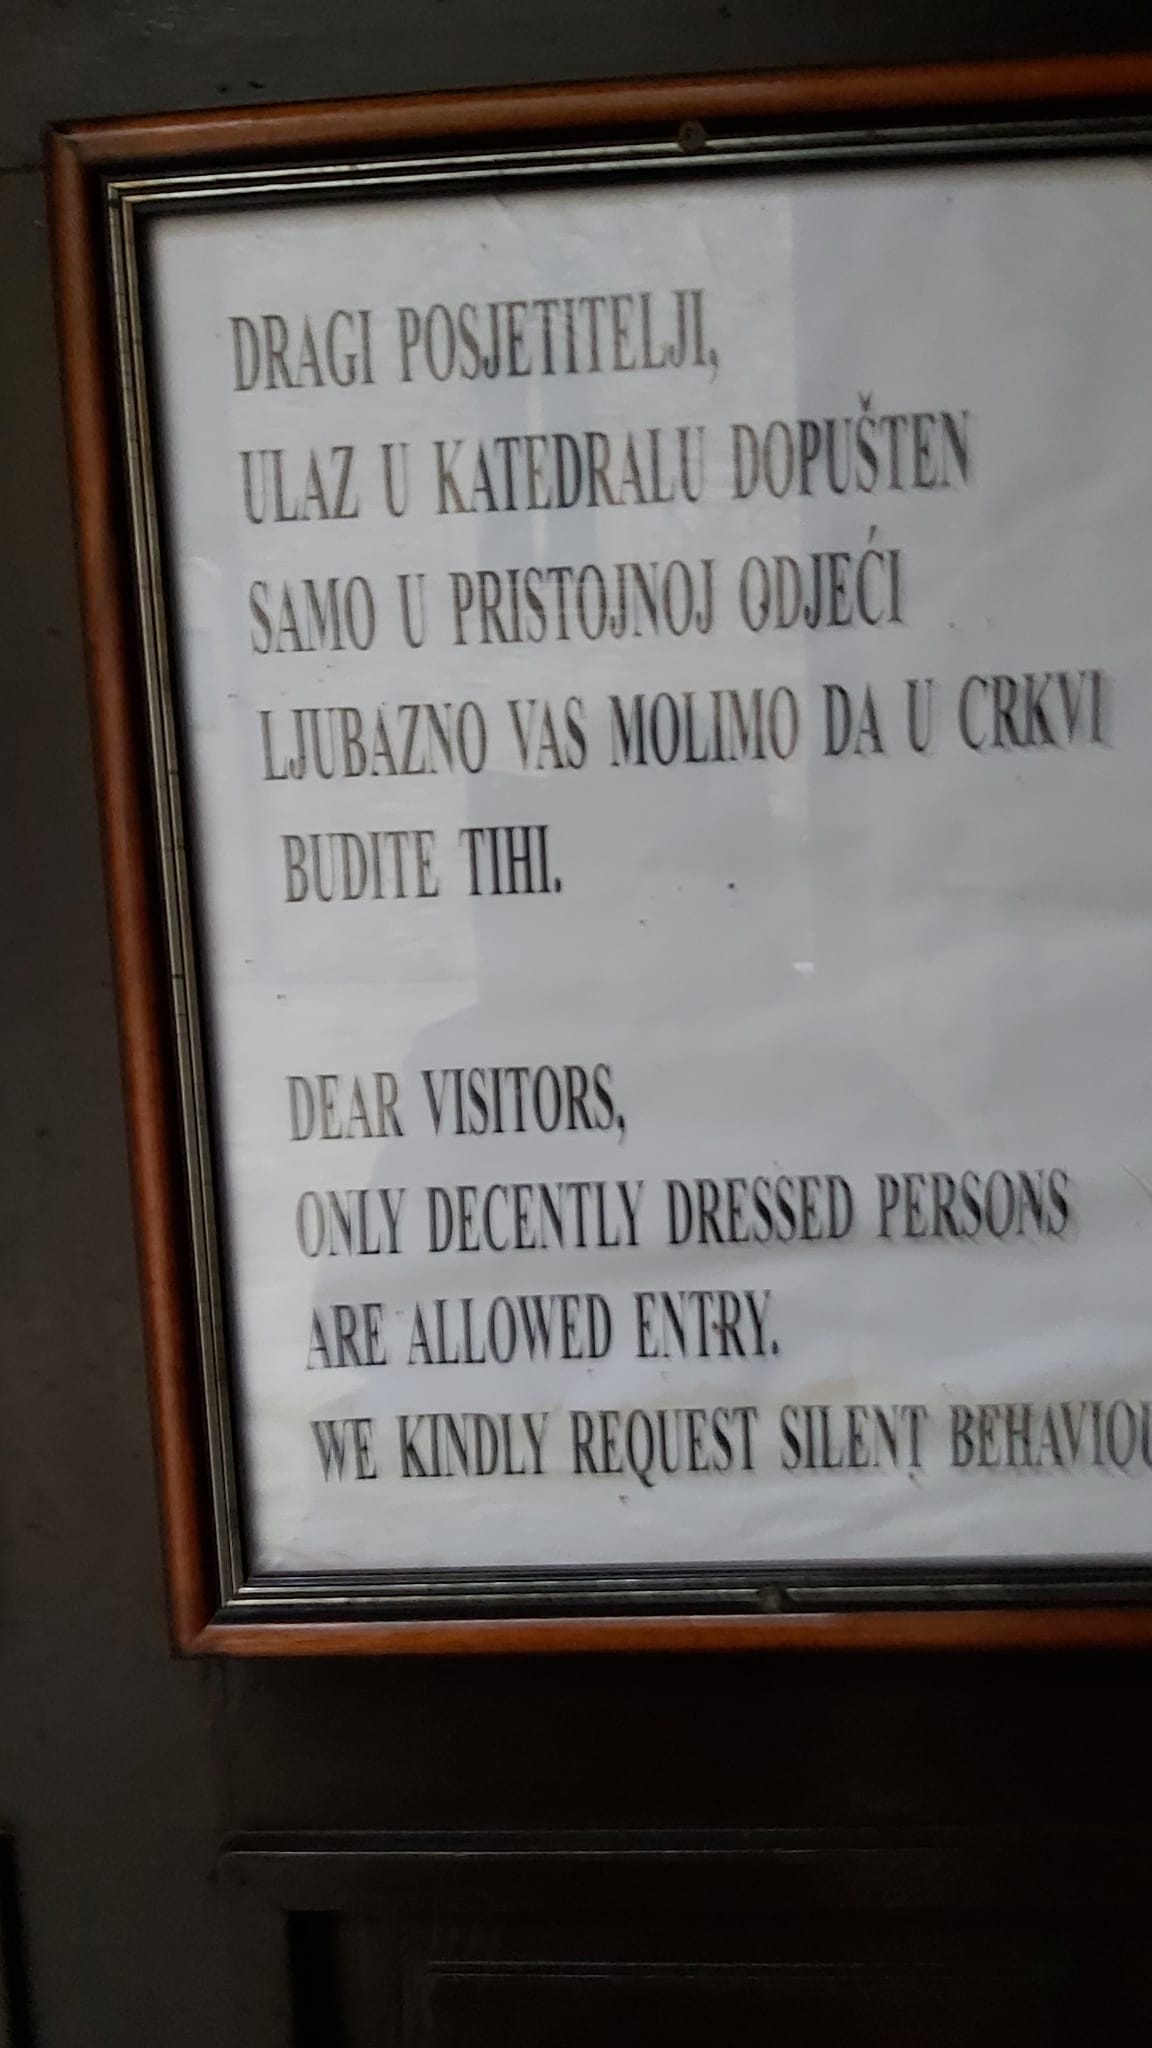 DRAGI POSJETITELJI,
ULAZ U KATEDRALU DOPUŠTEN
SAMO U PRISTOJNOJ ODJEĆI
LJUBAZNO VAS MOLIMO DA U CRKVI
BUDITE TIHI.
DEAR VISITORS,
ONLY DECENTLY DRESSED PERSONS
ARE ALLOWED ENTRY.
WE KINDLY REQUEST SILENT